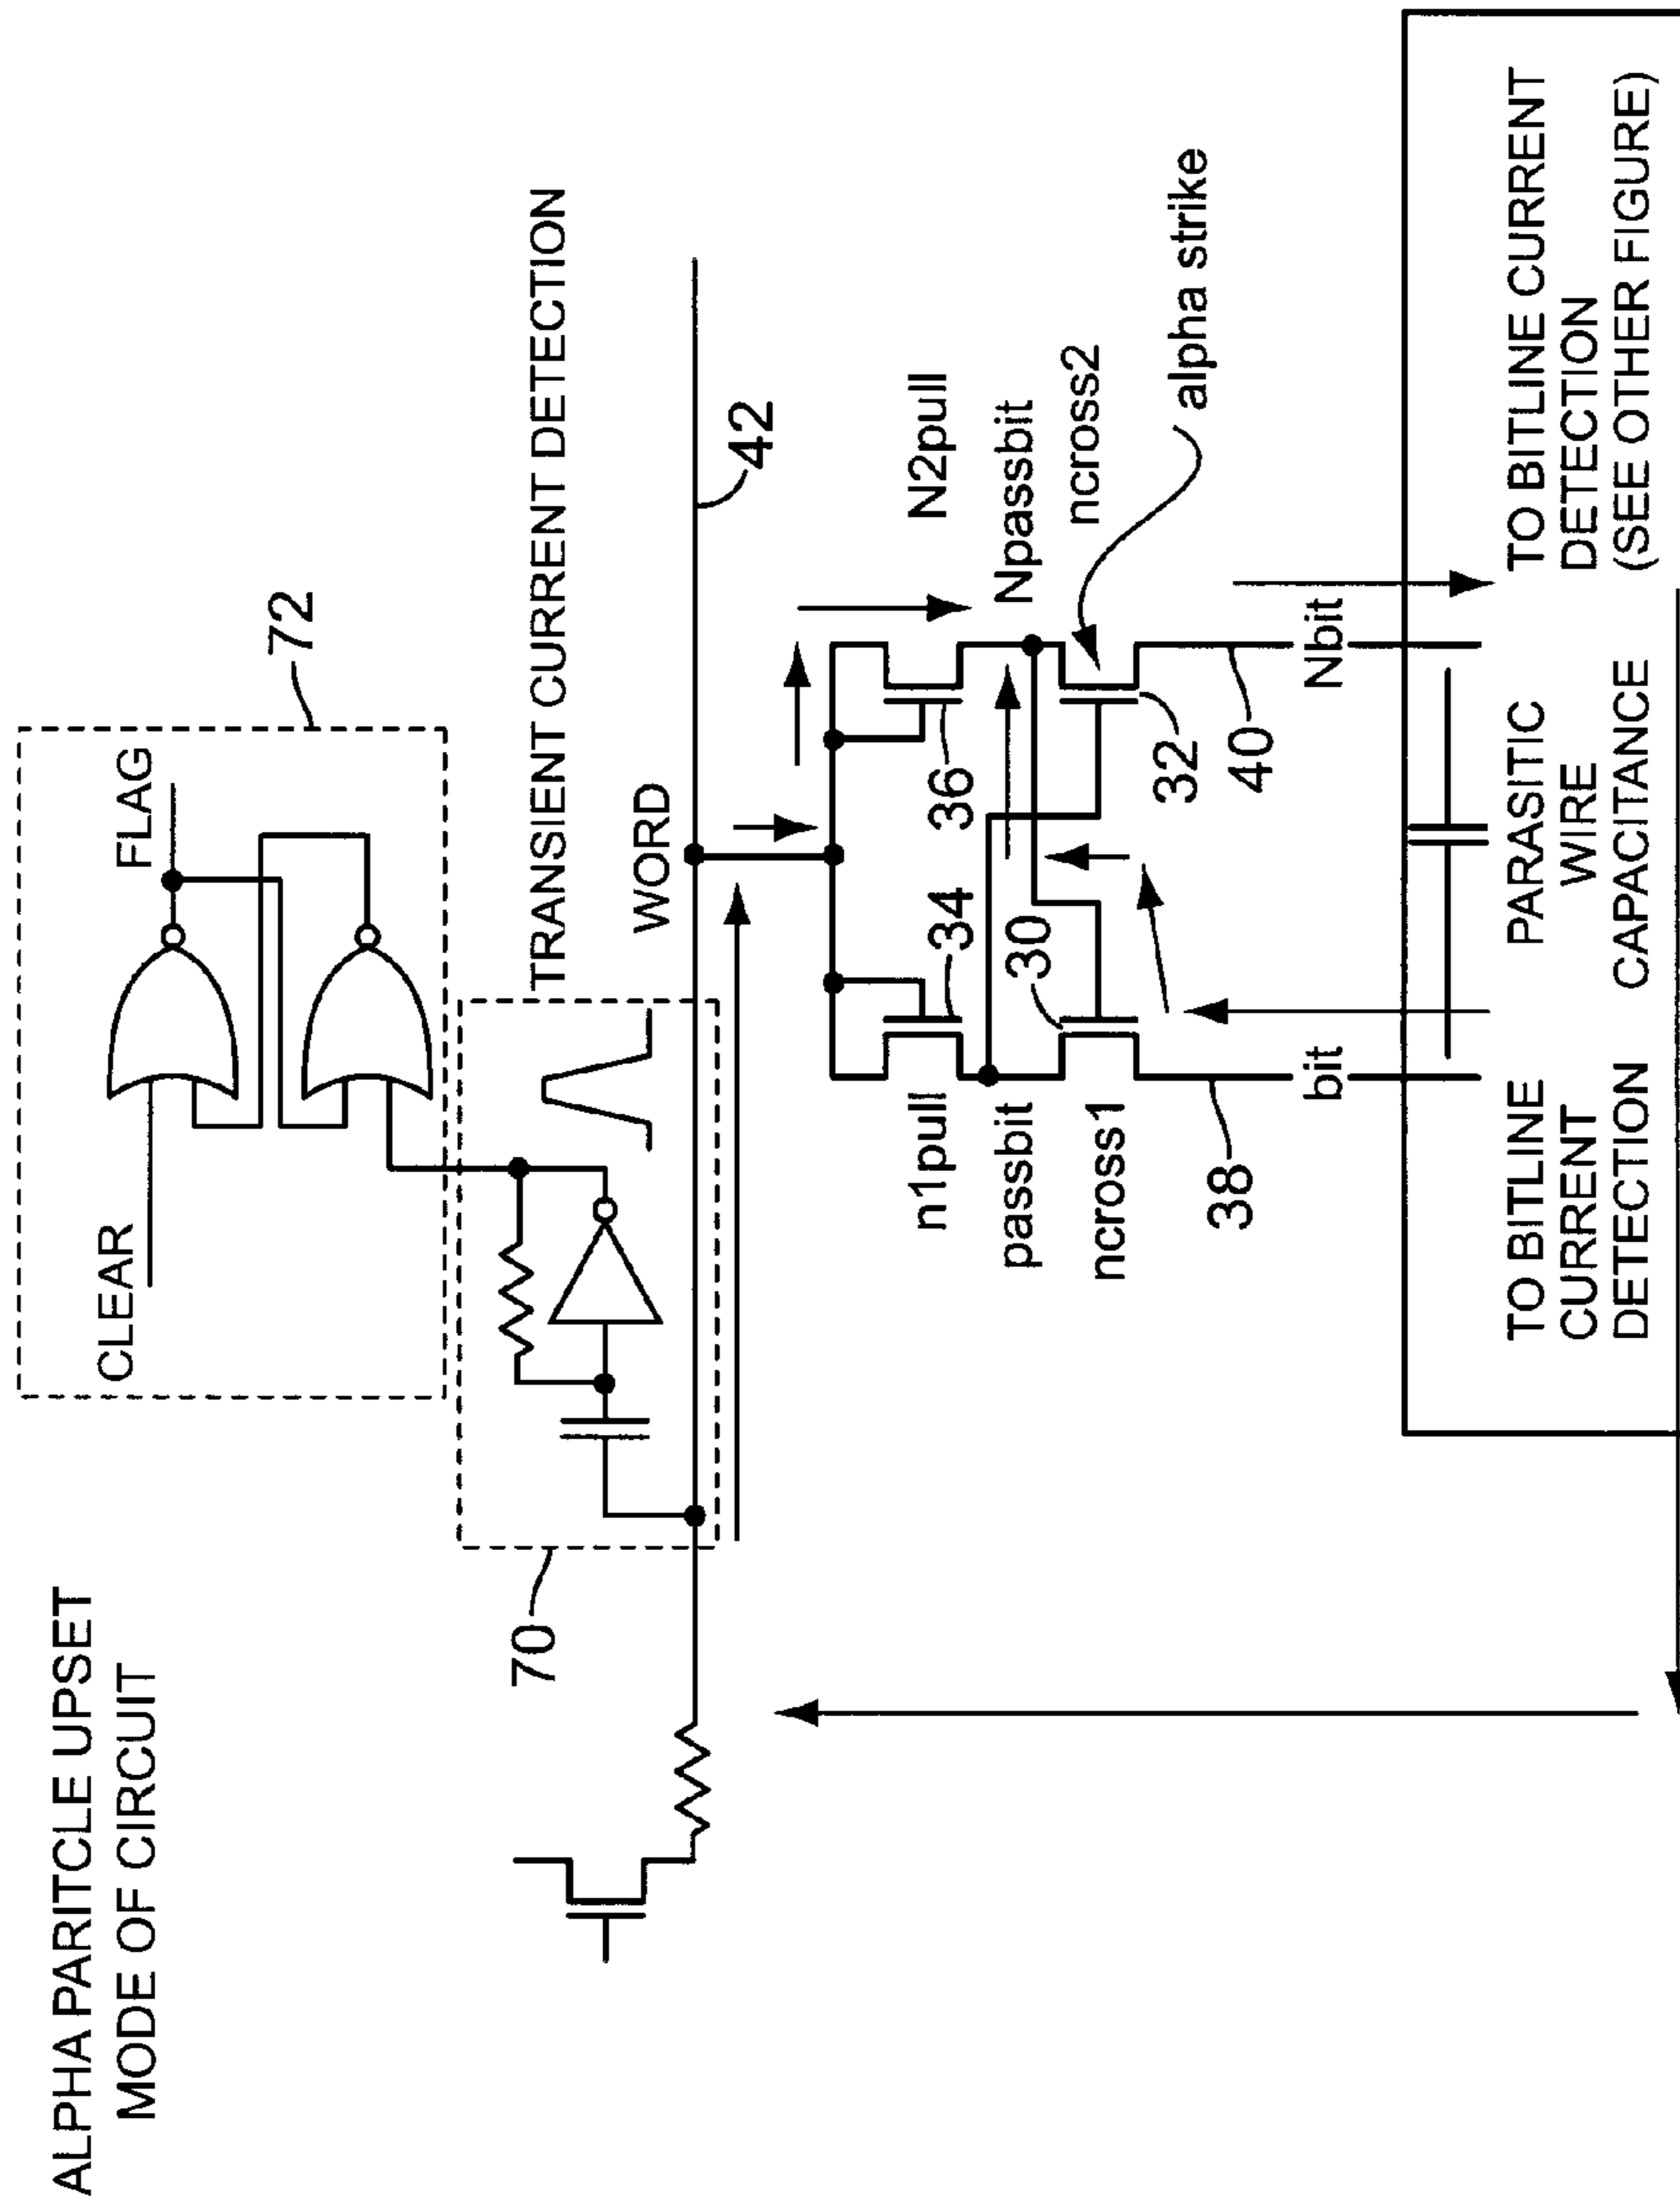 ALPHA PARITCLE UPSET
MODE OF CIRCUIT
CLEAR
FLAG
72
70
TRANSIENT CURRENT DETECTION
WORD
42
n1pull
34
36
N2pull
passbit
30
Npassbit
ncross1
32
ncross2
alpha strike
38
40
bit
Nbit
TO BITLINE
CURRENT
DETECTION
PARASITIC
WIRE
CAPACITANCE
TO BITLINE CURRENT
DETECTION
(SEE OTHER FIGURE)